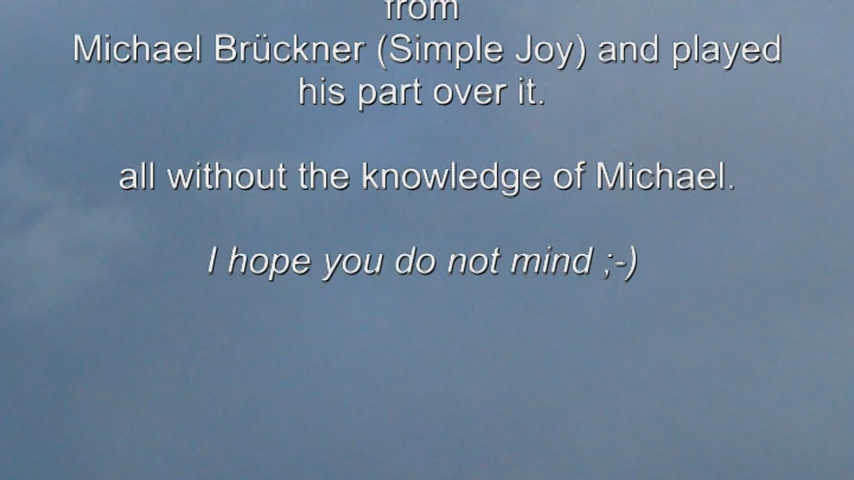 from
Michael Brückner (Simple Joy) and played
his part over it.
all without the knowledge of Michael.
I hope you do not mind ;-)